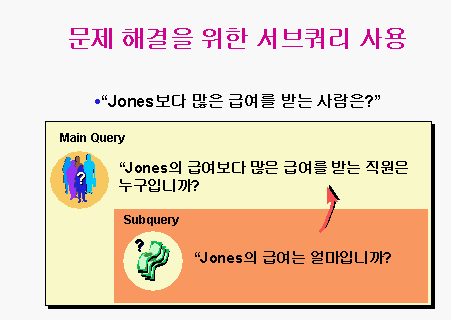 문제 해결을 위한 서브쿼리 사용
•“Jones보다 많은 급여를 받는 사람은?”
Main Query
?
“Jones의 급여보다 많은 급여를 받는 직원은
누구입니까?
Subquery
?
“Jones의 급여는 얼마입니까?